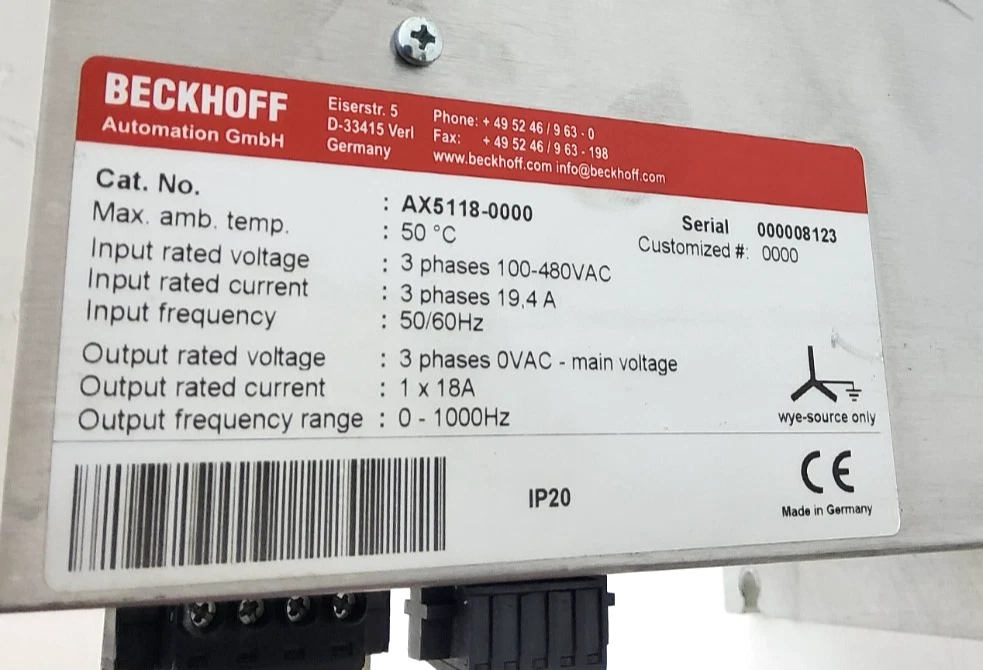 BECKHOFF
Automation GmbH
Eiserstr. 5
D-33415 Verl
Germany
Phone: + 49 52 46 / 9 63 - 0
Fax: + 49 52 46 / 9 63 - 198
www.beckhoff.com info@beckhoff.com
Cat. No. : AX5118-0000
Serial 000008123
Max. amb. temp. : 50 °C
Customized #: 0000
Input rated voltage : 3 phases 100-480VAC
Input rated current : 3 phases 19,4 A
Input frequency : 50/60Hz
Output rated voltage : 3 phases 0VAC - main voltage
Output rated current : 1 x 18A
Output frequency range : 0 - 1000Hz
wye-source only
IP20
CE
Made in Germany